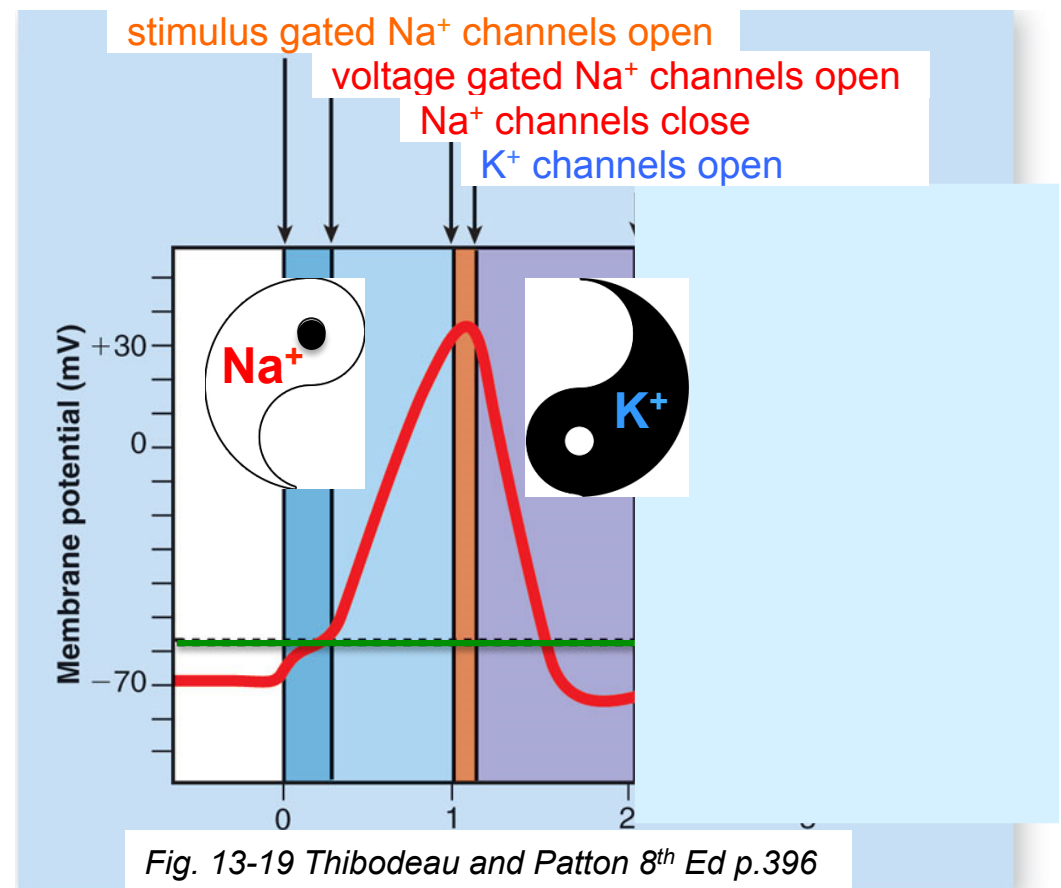 stimulus gated Na⁺ channels open
voltage gated Na⁺ channels open
Na⁺ channels close
K⁺ channels open
Membrane potential (mV)
+30
0
−70
Na⁺
K⁺
0
1
2
Fig. 13-19 Thibodeau and Patton 8th Ed p.396